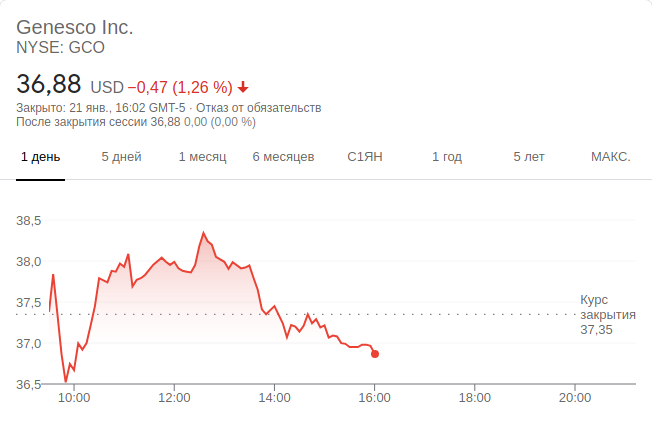 Genesco Inc.
NYSE: GCO
36,88 USD −0,47 (1,26 %)
Закрыто: 21 янв., 16:02 GMT-5 · Отказ от обязательств
После закрытия сессии 36,88 0,00 (0,00 %)
1 день 5 дней 1 месяц 6 месяцев С1ЯН 1 год 5 лет МАКС.
38,5
38,0
37,5
Курс
закрытия
37,35
37,0
36,5
10:00 12:00 14:00 16:00 18:00 20:00